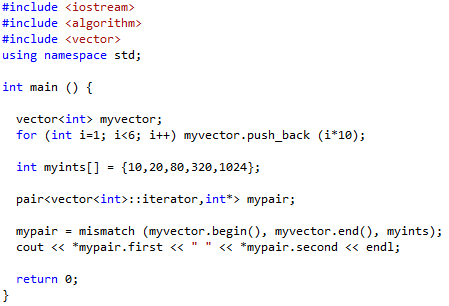 #include <iostream>
#include <algorithm>
#include <vector>
using namespace std;
int main () {
vector<int> myvector;
for (int i=1; i<6; i++) myvector.push_back (i*10);
int myints[] = {10,20,80,320,1024};
pair<vector<int>::iterator,int*> mypair;
mypair = mismatch (myvector.begin(), myvector.end(), myints);
cout << *mypair.first << " " << *mypair.second << endl;
return 0;
}